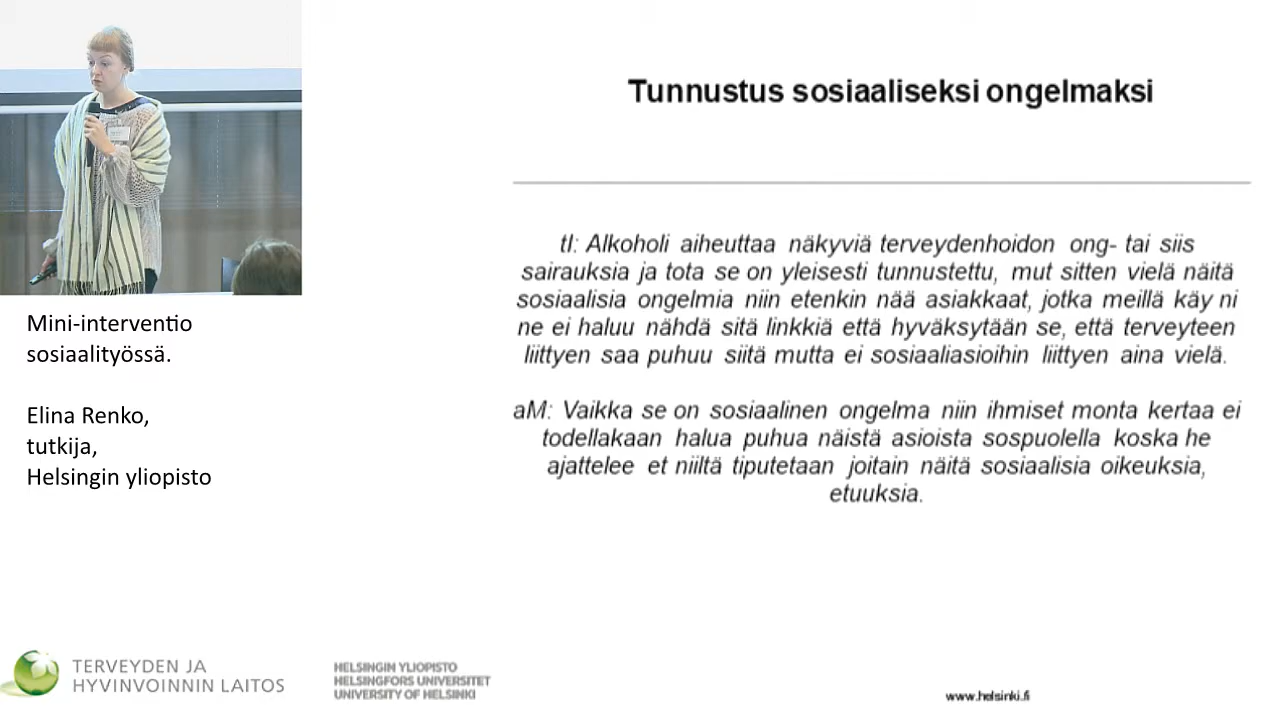 Tunnustus sosiaaliseksi ongelmaksi
tI: Alkoholi aiheuttaa näkyviä terveydenhoidon ong- tai siis
sairauksia ja tota se on yleisesti tunnustettu, mut sitten vielä näitä
sosiaalisia ongelmia niin etenkin nää asiakkaat, jotka meillä käy ni
ne ei haluu nähdä sitä linkkiä että hyväksytään se, että terveyteen
liittyen saa puhuu siitä mutta ei sosiaaliasioihin liittyen aina vielä.
aM: Vaikka se on sosiaalinen ongelma niin ihmiset monta kertaa ei
todellakaan halua puhua näistä asioista sospuolella koska he
ajattelee et niiltä tiputetaan joitain näitä sosiaalisia oikeuksia,
etuuksia.
Mini-interventio
sosiaalityössä.
Elina Renko,
tutkija,
Helsingin yliopisto
TERVEYDEN JA
HYVINVOINNIN LAITOS
HELSINGIN YLIOPISTO
HELSINGFORS UNIVERSITET
UNIVERSITY OF HELSINKI
www.helsinki.fi